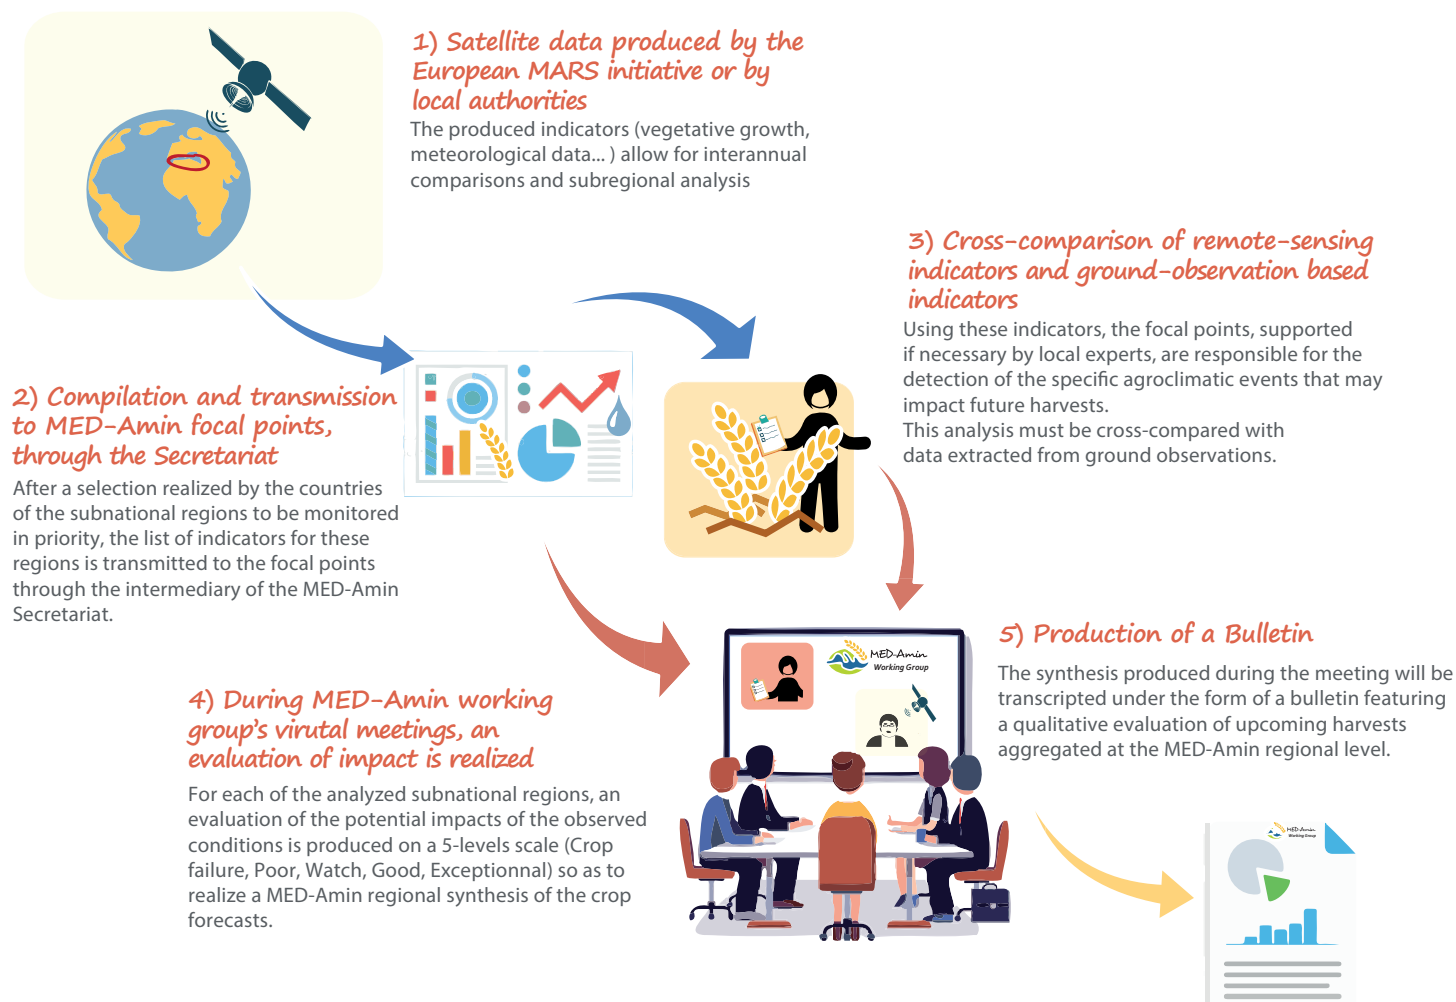 1) Satellite data produced by the
European MARS initiative or by
local authorities
The produced indicators (vegetative growth,
meteorological data... ) allow for interannual
comparisons and subregional analysis
2) Compilation and transmission
to MED-Amin focal points,
through the Secretariat
After a selection realized by the countries
of the subnational regions to be monitored
in priority, the list of indicators for these
regions is transmitted to the focal points
through the intermediary of the MED-Amin
Secretariat.
3) Cross-comparison of remote-sensing
indicators and ground-observation based
indicators
Using these indicators, the focal points, supported
if necessary by local experts, are responsible for the
detection of the specific agroclimatic events that may
impact future harvests.
This analysis must be cross-compared with
data extracted from ground observations.
4) During MED-Amin working
group's virutal meetings, an
evaluation of impact is realized
For each of the analyzed subnational regions, an
evaluation of the potential impacts of the observed
conditions is produced on a 5-levels scale (Crop
failure, Poor, Watch, Good, Exceptionnal) so as to
realize a MED-Amin regional synthesis of the crop
forecasts.
MED-Amin
Working Group
5) Production of a Bulletin
The synthesis produced during the meeting will be
transcripted under the form of a bulletin featuring
a qualitative evaluation of upcoming harvests
aggregated at the MED-Amin regional level.
MED-Amin
Working Group